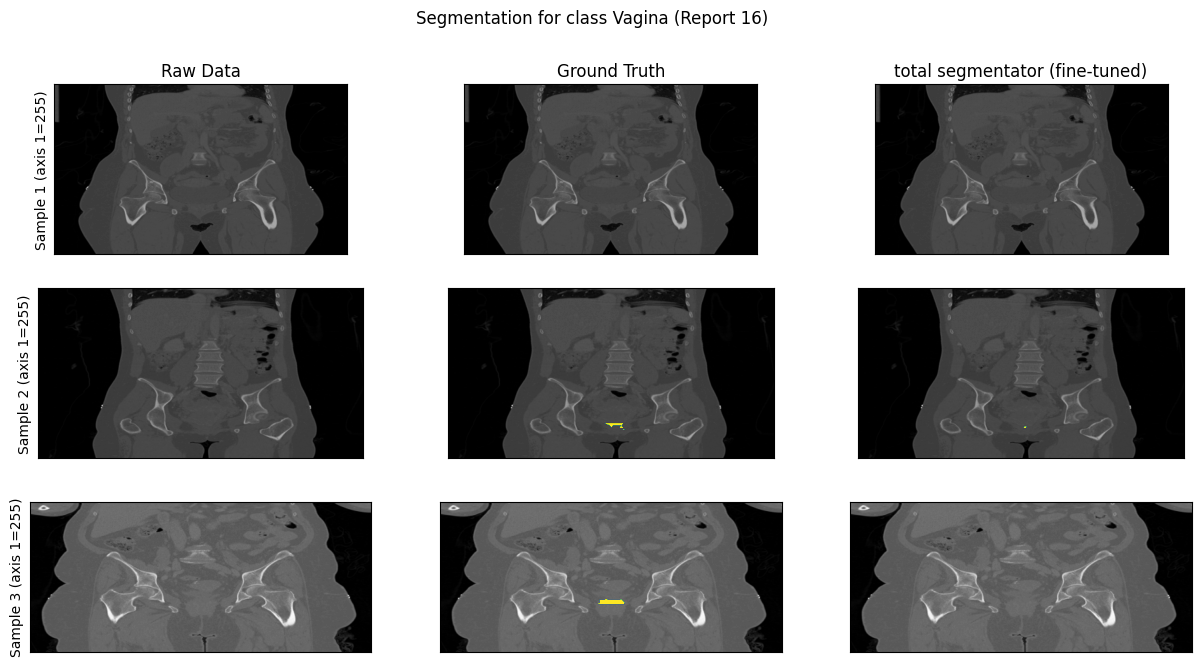 Segmentation for class Vagina (Report 16)
Raw Data
Ground Truth
total segmentator (fine-tuned)
Sample 1 (axis 1=255)
Sample 2 (axis 1=255)
Sample 3 (axis 1=255)